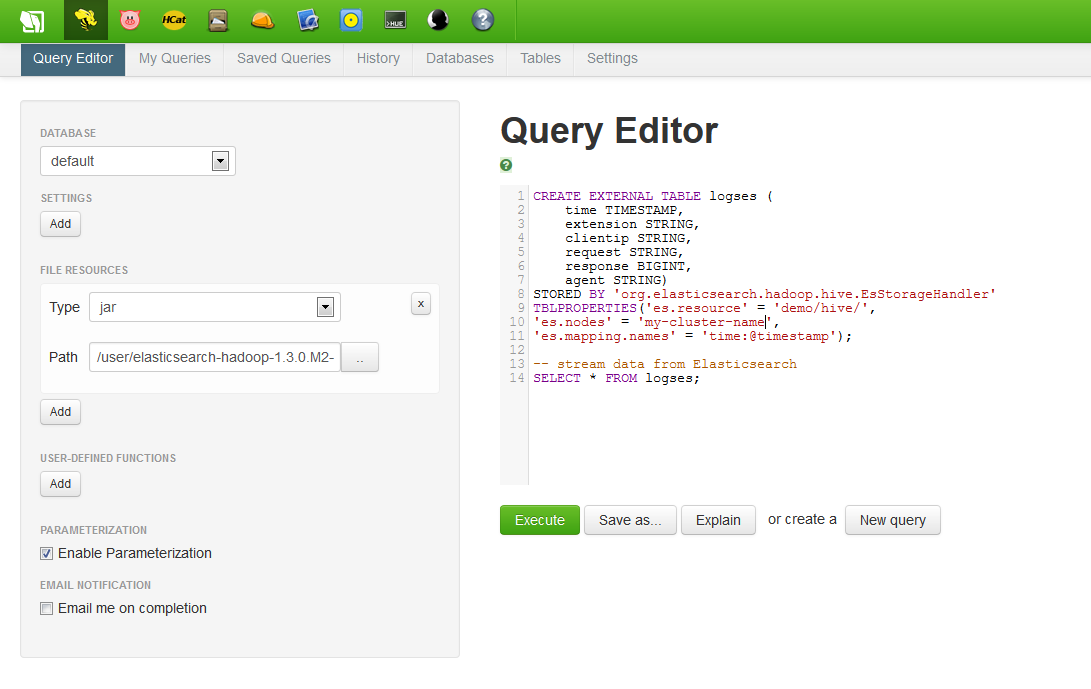 HCat
>HUE
Query Editor
My Queries
Saved Queries
History
Databases
Tables
Settings
DATABASE
default
SETTINGS
Add
FILE RESOURCES
Type
jar
x
Path
/user/elasticsearch-hadoop-1.3.0.M2-
..
Add
USER-DEFINED FUNCTIONS
Add
PARAMETERIZATION
Enable Parameterization
EMAIL NOTIFICATION
Email me on completion
Query Editor
?
1 CREATE EXTERNAL TABLE logses (
2     time TIMESTAMP,
3     extension STRING,
4     clientip STRING,
5     request STRING,
6     response BIGINT,
7     agent STRING)
8 STORED BY 'org.elasticsearch.hadoop.hive.EsStorageHandler'
9 TBLPROPERTIES('es.resource' = 'demo/hive/',
10 'es.nodes' = 'my-cluster-name',
11 'es.mapping.names' = 'time:@timestamp');
12
13 -- stream data from Elasticsearch
14 SELECT * FROM logses;
Execute
Save as...
Explain
or create a
New query